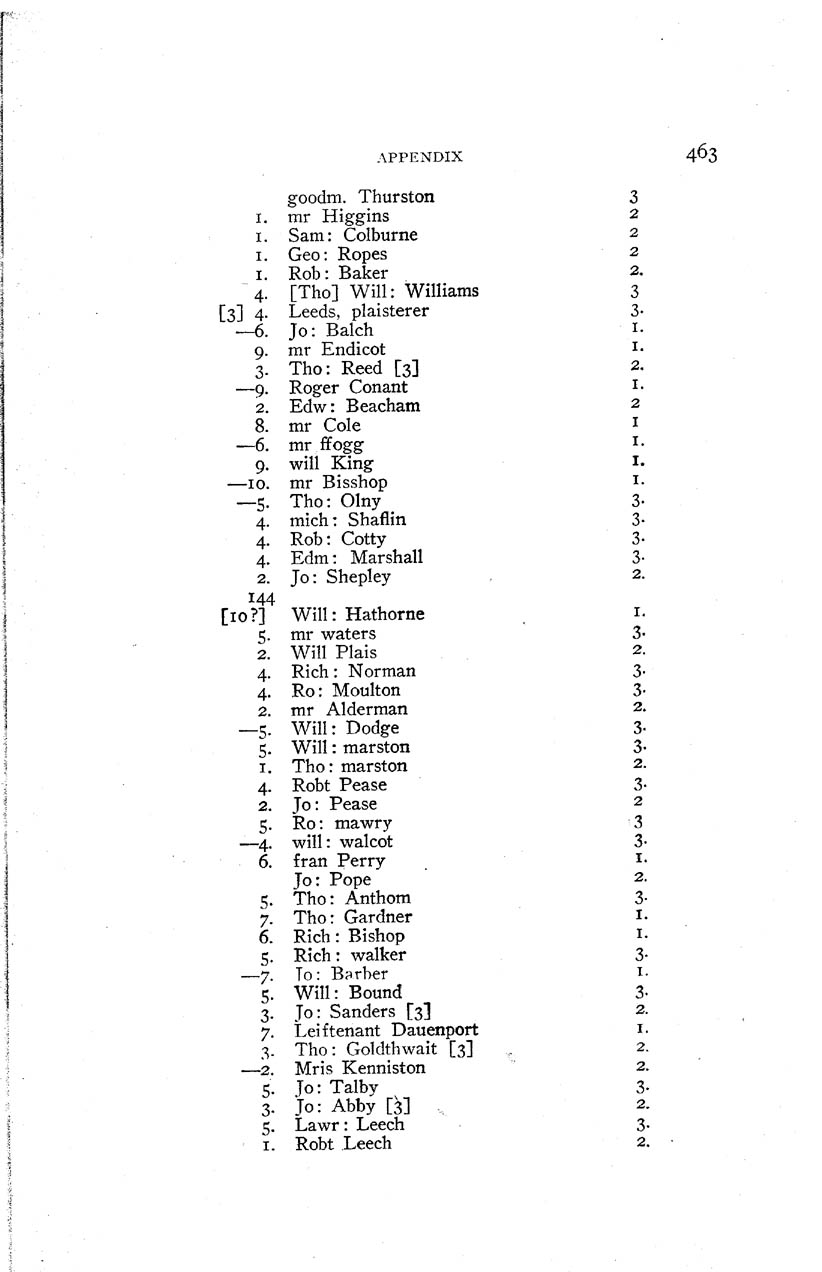 APPENDIX 463
goodm. Thurston 3
1. mr Higgins 2
1. Sam: Colburne 2
1. Geo: Ropes 2
1. Rob: Baker 2.
4. [Tho] Will: Williams 3
[3] 4. Leeds, plaisterer 3.
—6. Jo: Balch 1.
9. mr Endicot 1.
3. Tho: Reed [3] 2.
—9. Roger Conant 1.
2. Edw: Beacham 2
8. mr Cole 1
—6. mr ffogg 1.
9. will King 1.
—10. mr Bisshop 1.
—5. Tho: Olny 3.
4. mich: Shaflin 3.
4. Rob: Cotty 3.
4. Edm: Marshall 3.
2. Jo: Shepley 2.
144
[10?] Will: Hathorne 1.
5. mr waters 3.
2. Will Plais 2.
4. Rich: Norman 3.
4. Ro: Moulton 3.
2. mr Alderman 2.
—5. Will: Dodge 3.
5. Will: marston 3.
1. Tho: marston 2.
4. Robt Pease 3.
2. Jo: Pease 2
5. Ro: mawry 3
—4. will: walcot 3.
6. fran Perry 1.
Jo: Pope 2.
5. Tho: Anthom 3.
7. Tho: Gardner 1.
6. Rich: Bishop 1.
5. Rich: walker 3.
—7. Jo: Barber 1.
5. Will: Bound 3.
3. Jo: Sanders [3] 2.
7. Leiftenant Dauenport 1.
3. Tho: Goldthwait [3] 2.
—2. Mris Kenniston 2.
5. Jo: Talby 3.
3. Jo: Abby [3] 2.
5. Lawr: Leech 3.
1. Robt Leech 2.